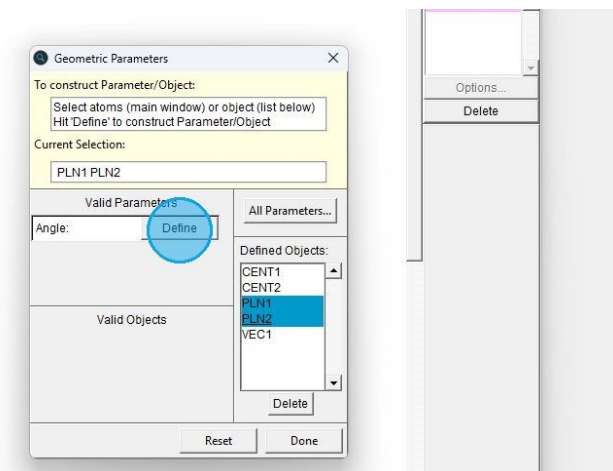 Geometric Parameters
To construct Parameter/Object:
Select atoms (main window) or object (list below)
Hit 'Define' to construct Parameter/Object
Current Selection:
PLN1 PLN2
Valid Parameters
Angle:
Define
Valid Objects
All Parameters...
Defined Objects:
CENT1
CENT2
PLN1
PLN2
VEC1
Delete
Reset
Done
Options...
Delete